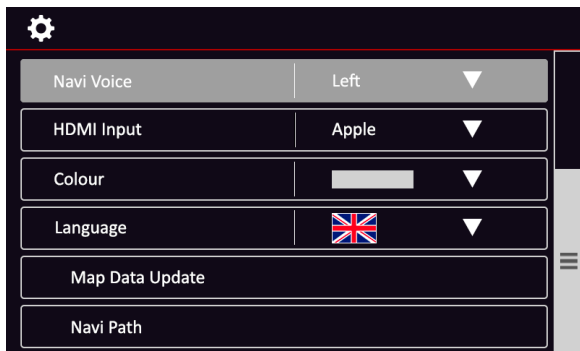 Navi Voice Left
HDMI Input Apple
Colour
Language
Map Data Update
Navi Path